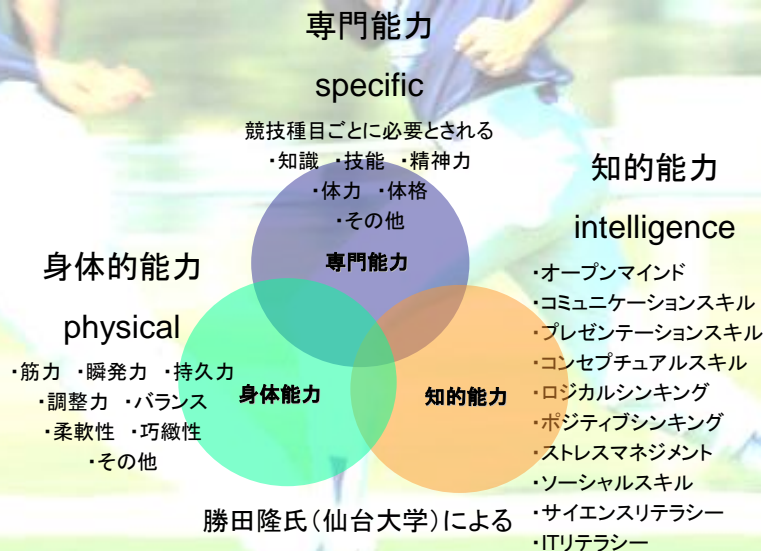 専門能力
specific
競技種目ごとに必要とされる
・知識 ・技能 ・精神力
・体力 ・体格
・その他
専門能力
身体的能力
physical
・筋力 ・瞬発力 ・持久力
・調整力 ・バランス
・柔軟性 ・巧緻性
・その他
身体能力
知的能力
知的能力
intelligence
・オープンマインド
・コミュニケーションスキル
・プレゼンテーションスキル
・コンセプチュアルスキル
・ロジカルシンキング
・ポジティブシンキング
・ストレスマネジメント
・ソーシャルスキル
・サイエンスリテラシー
・ITリテラシー
勝田隆氏(仙台大学)による